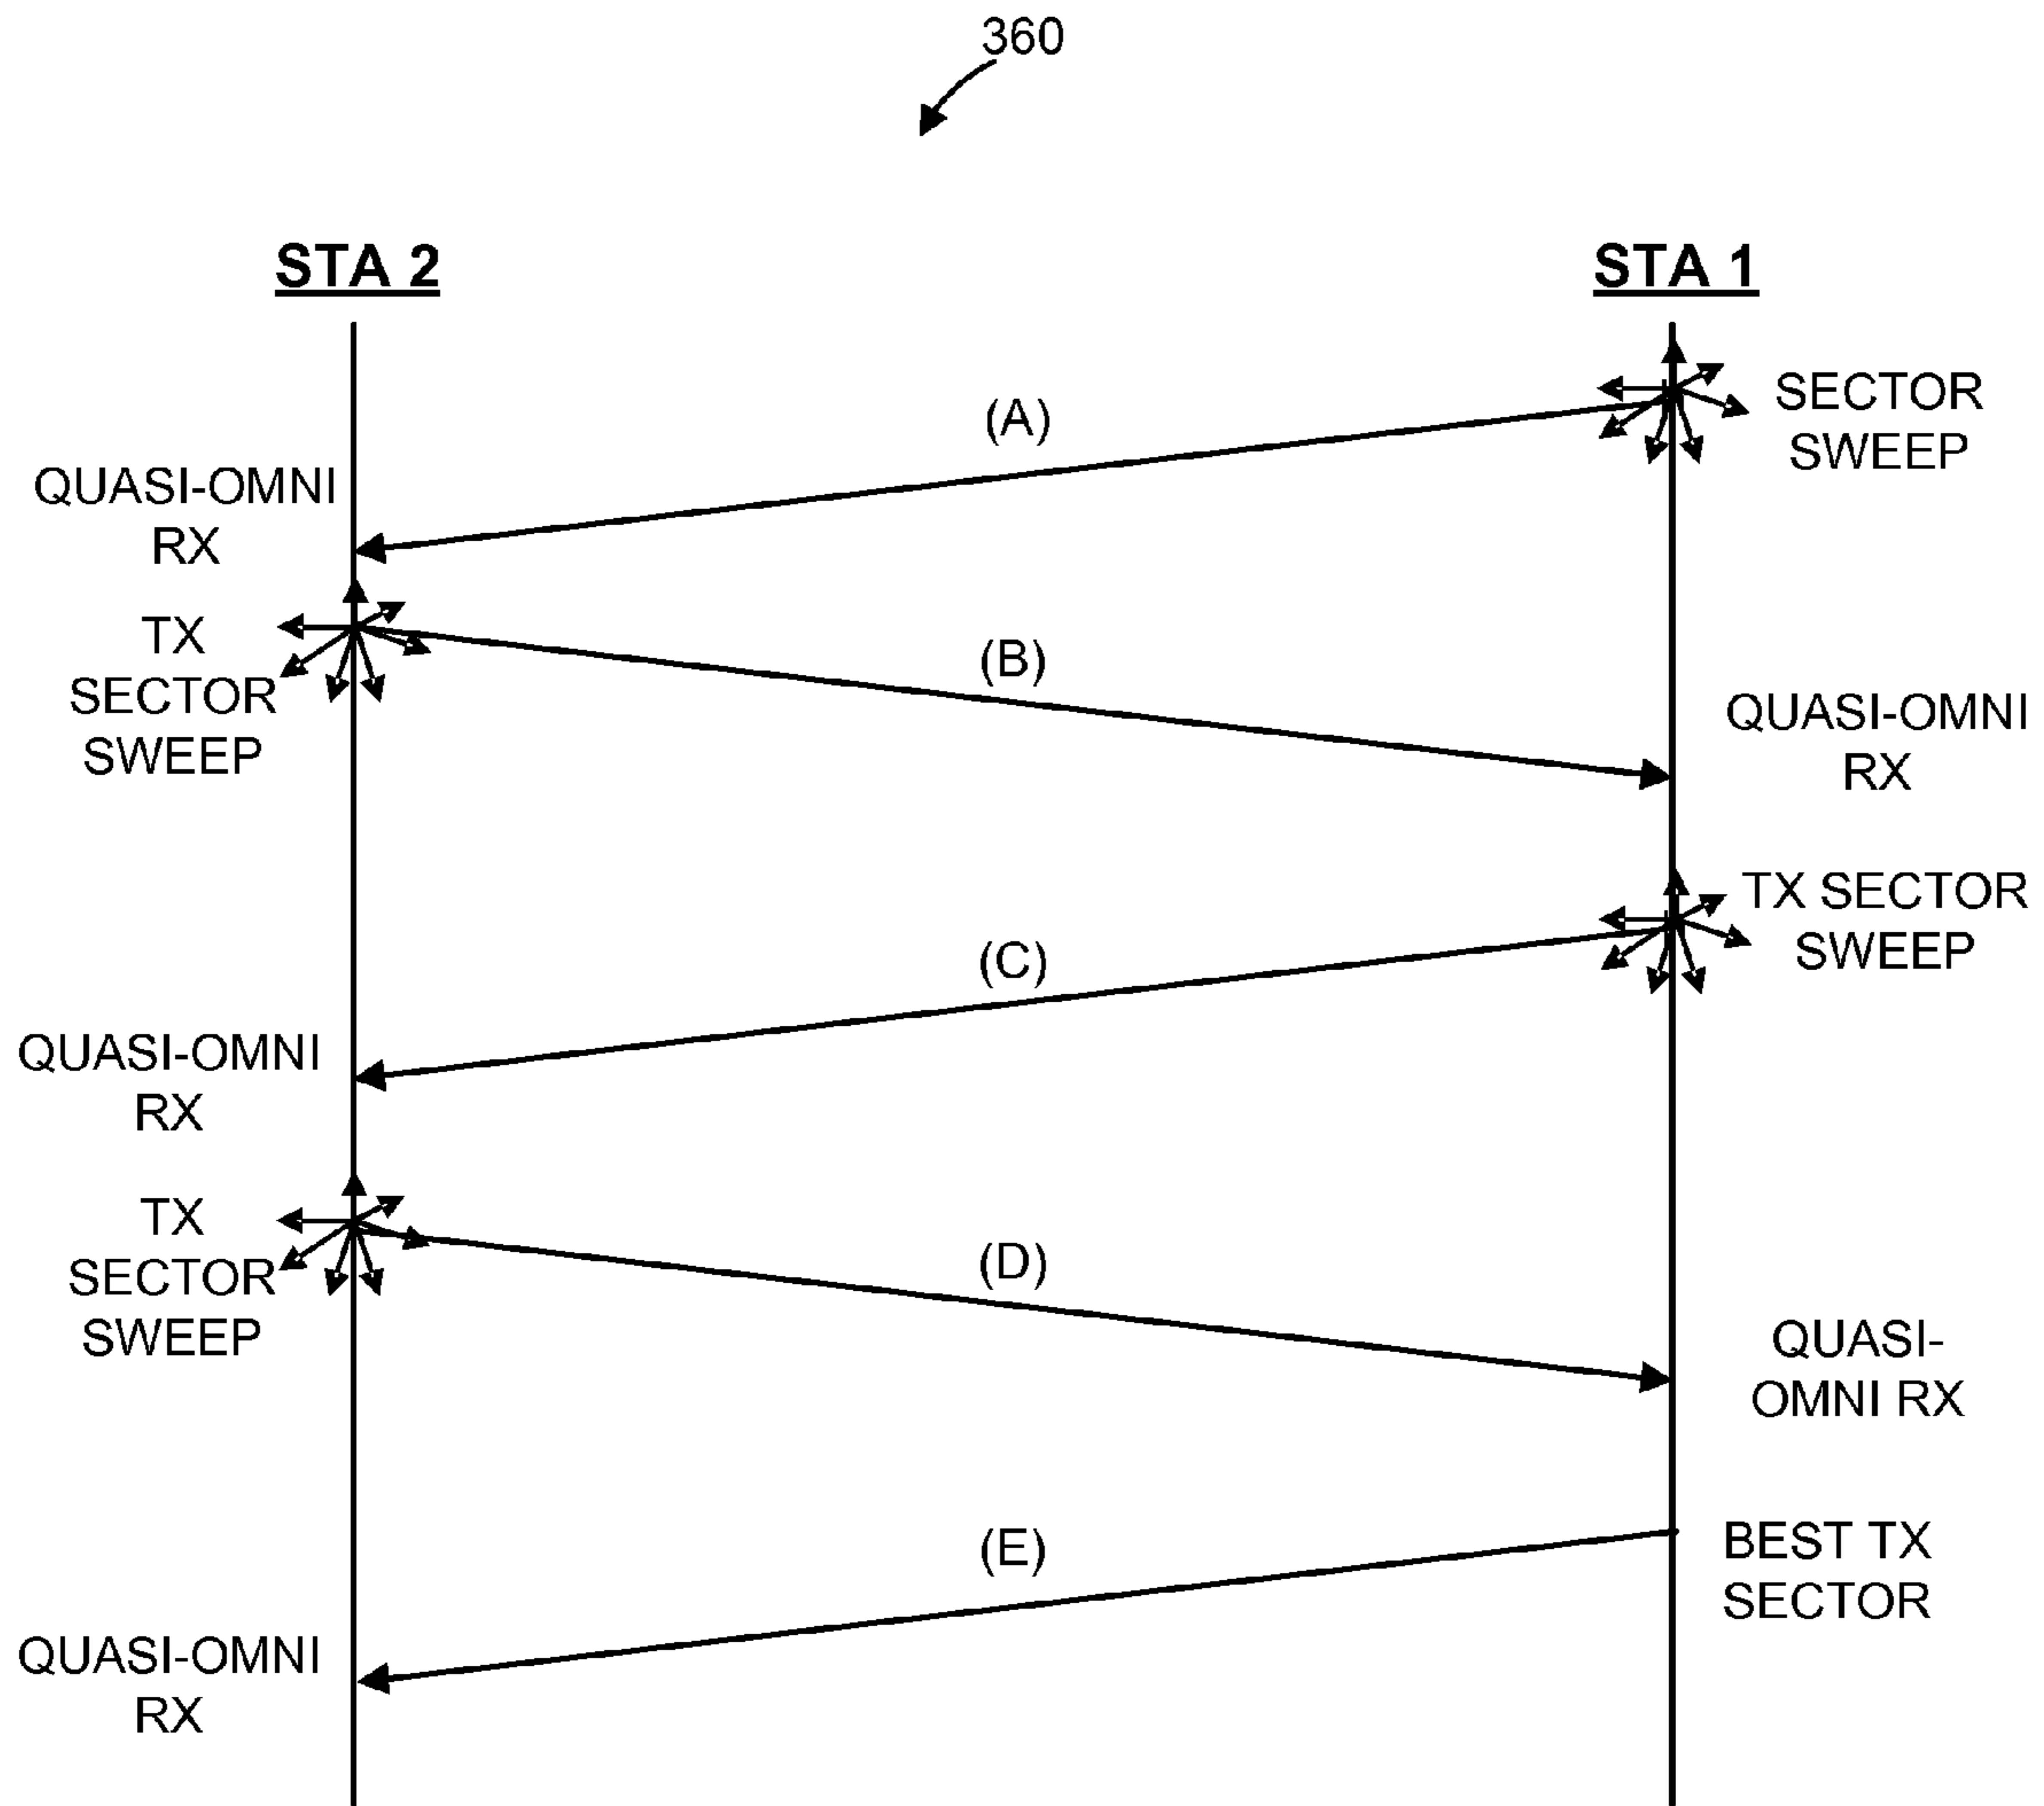 360
STA 2
STA 1
SECTOR
SWEEP
(A)
QUASI-OMNI
RX
TX
SECTOR
SWEEP
(B)
QUASI-OMNI
RX
TX SECTOR
SWEEP
(C)
QUASI-OMNI
RX
TX
SECTOR
SWEEP
(D)
QUASI-
OMNI RX
(E)
BEST TX
SECTOR
QUASI-OMNI
RX